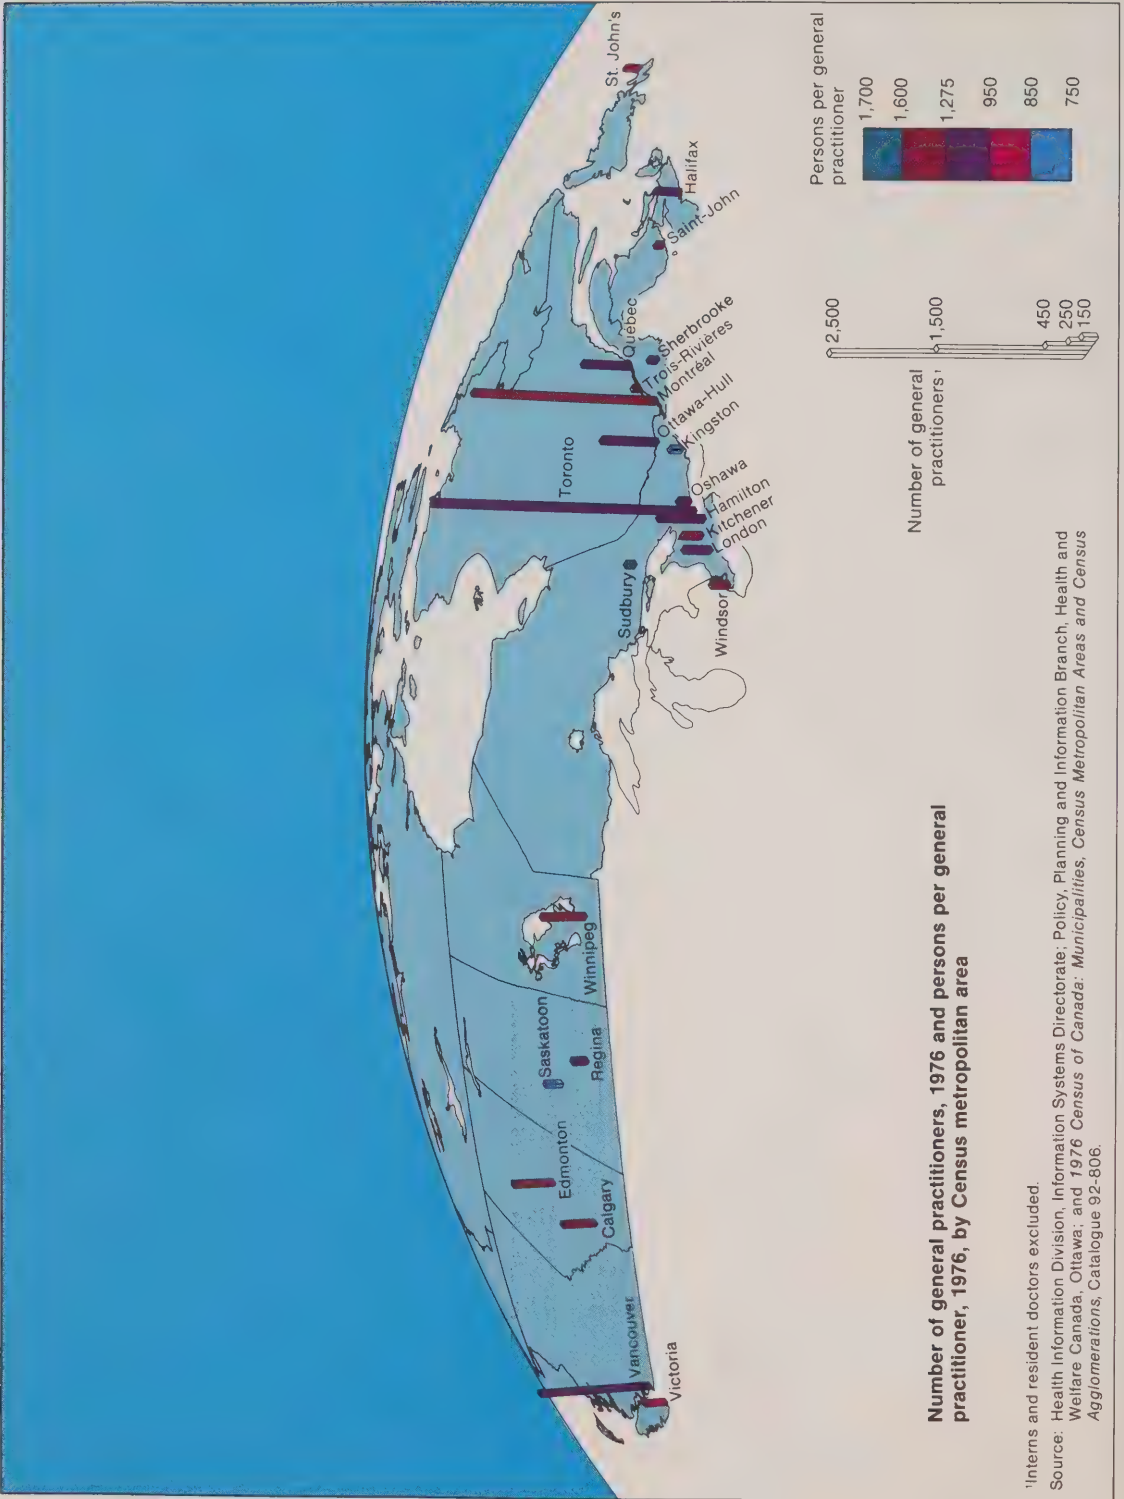 Number of general practitioners, 1976 and persons per general
practitioner, 1976, by Census metropolitan area
Vancouver
Victoria
Calgary
Edmonton
Saskatoon
Regina
Winnipeg
Sudbury
Windsor
London
Kitchener
Hamilton
Oshawa
Toronto
Kingston
Ottawa-Hull
Montréal
Trois-Rivières
Sherbrooke
Québec
Saint-John
Halifax
St. John's
Number of general
practitioners¹
2,500
1,500
450
250
150
Persons per general
practitioner
1,700
1,600
1,275
950
850
750
¹Interns and resident doctors excluded.
Source: Health Information Division, Information Systems Directorate; Policy, Planning and Information Branch, Health and
Welfare Canada, Ottawa; and 1976 Census of Canada: Municipalities, Census Metropolitan Areas and Census
Agglomerations, Catalogue 92-806.